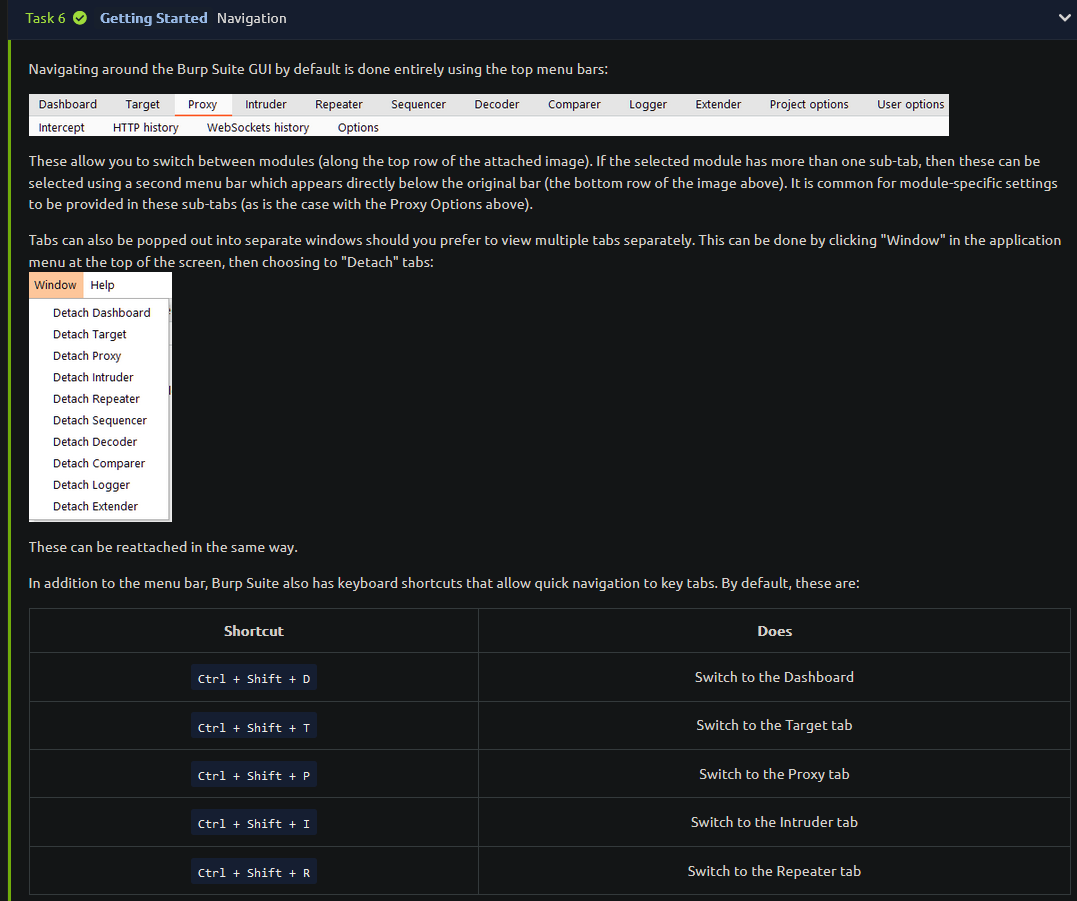 Task 6 Getting Started Navigation
Navigating around the Burp Suite GUI by default is done entirely using the top menu bars:
Dashboard Target Proxy Intruder Repeater Sequencer Decoder Comparer Logger Extender Project options User options
Intercept HTTP history WebSockets history Options
These allow you to switch between modules (along the top row of the attached image). If the selected module has more than one sub-tab, then these can be
selected using a second menu bar which appears directly below the original bar (the bottom row of the image above). It is common for module-specific settings
to be provided in these sub-tabs (as is the case with the Proxy Options above).
Tabs can also be popped out into separate windows should you prefer to view multiple tabs separately. This can be done by clicking "Window" in the application
menu at the top of the screen, then choosing to "Detach" tabs:
Window Help
Detach Dashboard
Detach Target
Detach Proxy
Detach Intruder
Detach Repeater
Detach Sequencer
Detach Decoder
Detach Comparer
Detach Logger
Detach Extender
These can be reattached in the same way.
In addition to the menu bar, Burp Suite also has keyboard shortcuts that allow quick navigation to key tabs. By default, these are:
Shortcut Does
Ctrl + Shift + D Switch to the Dashboard
Ctrl + Shift + T Switch to the Target tab
Ctrl + Shift + P Switch to the Proxy tab
Ctrl + Shift + I Switch to the Intruder tab
Ctrl + Shift + R Switch to the Repeater tab